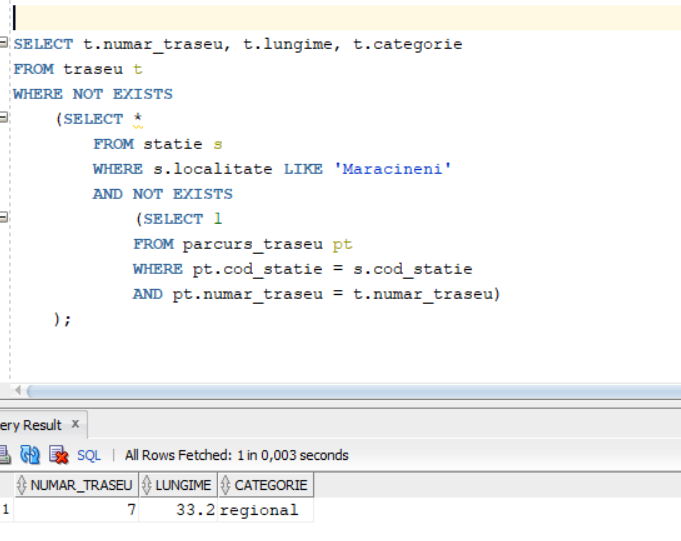 SELECT t.numar_traseu, t.lungime, t.categorie
FROM traseu t
WHERE NOT EXISTS
(SELECT *
FROM statie s
WHERE s.localitate LIKE 'Maracineni'
AND NOT EXISTS
(SELECT 1
FROM parcurs_traseu pt
WHERE pt.cod_statie = s.cod_statie
AND pt.numar_traseu = t.numar_traseu)
);
ery Result x
SQL | All Rows Fetched: 1 in 0,003 seconds
NUMAR_TRASEU LUNGIME CATEGORIE
1 7 33.2 regional